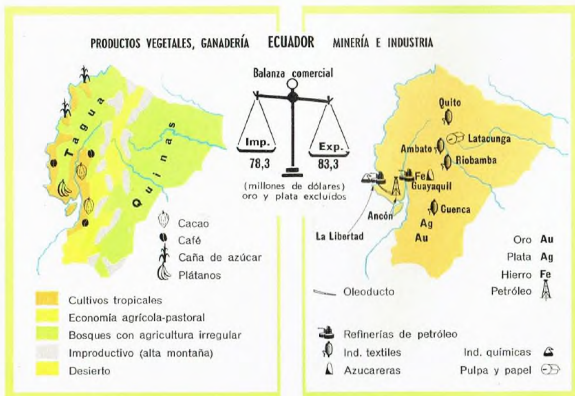 PRODUCTOS VEGETALES, GANADERÍA ECUADOR MINERÍA E INDUSTRIA
Balanza comercial
Imp.
Exp.
78,3
83,3
(millones de dólares)
oro y plata excluidos
Tagua
Quinas
Cacao
Café
Caña de azúcar
Plátanos
Cultivos tropicales
Economía agrícola-pastoral
Bosques con agricultura irregular
Improductivo (alta montaña)
Desierto
Quito
Latacunga
Ambato
Riobamba
Fe
Guayaquil
Ancón
Cuenca
La Libertad
Ag
Au
Oro Au
Plata Ag
Hierro Fe
Petróleo
Oleoducto
Refinerías de petróleo
Ind. textiles
Ind. químicas
Azucareras
Pulpa y papel